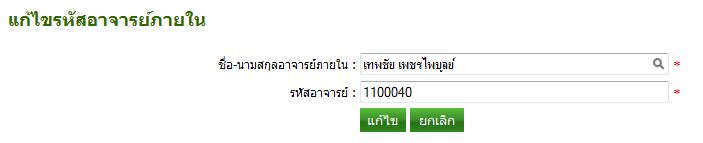 แก้ไขรหัสอาจารย์ภายใน
ชื่อ-นามสกุลอาจารย์ภายใน : เทพชัย เพชรไพบูลย์ *
รหัสอาจารย์ : 1100040 *
แก้ไข ยกเลิก